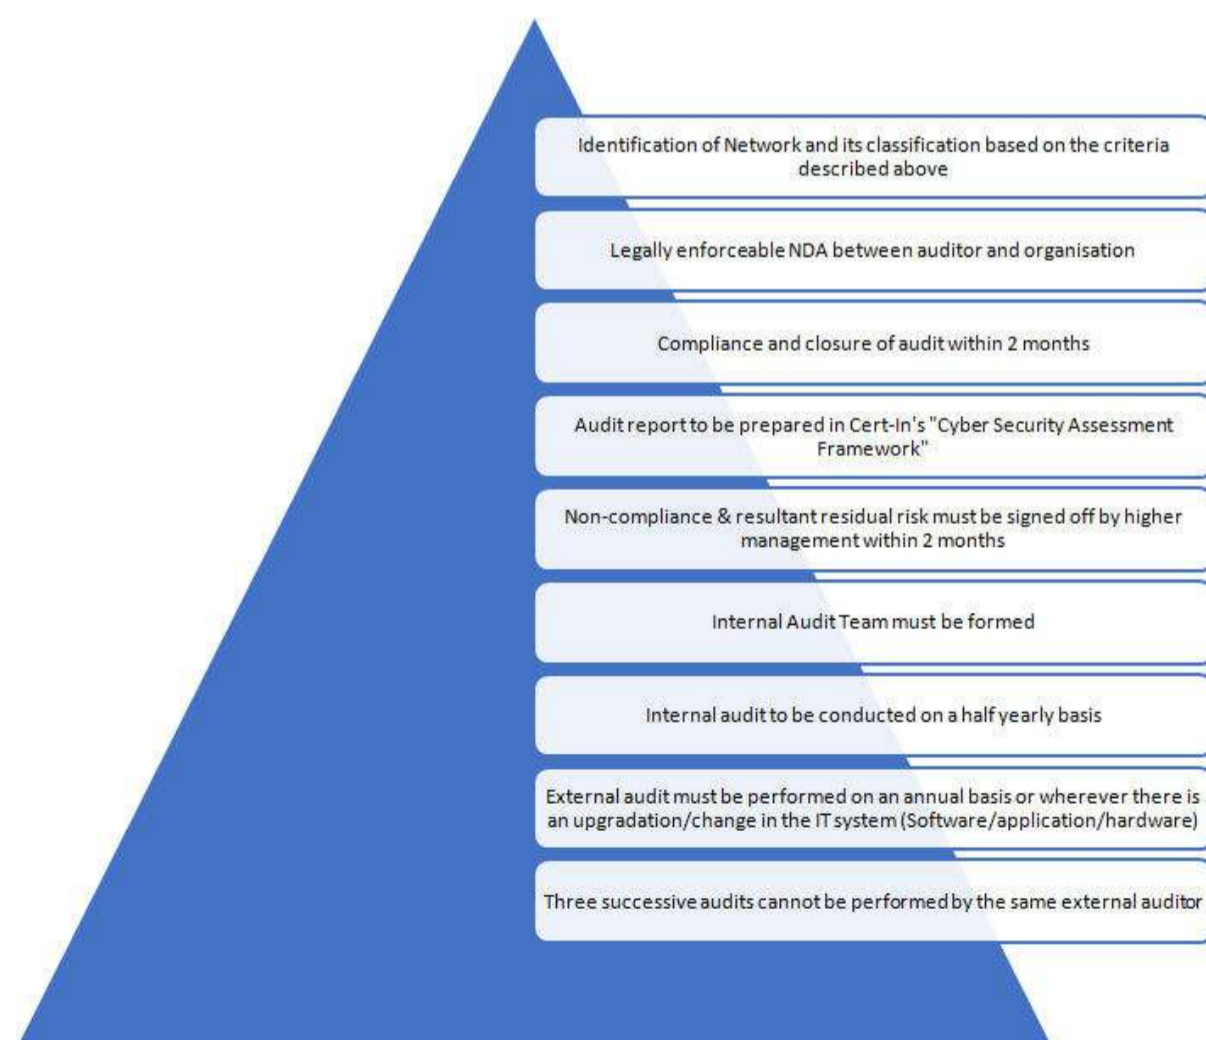 Identification of Network and its classification based on the criteria
described above
Legally enforceable NDA between auditor and organisation
Compliance and closure of audit within 2 months
Audit report to be prepared in Cert-In's "Cyber Security Assessment
Framework"
Non-compliance & resultant residual risk must be signed off by higher
management within 2 months
Internal Audit Team must be formed
Internal audit to be conducted on a half yearly basis
External audit must be performed on an annual basis or wherever there is
an upgradation/change in the IT system (Software/application/hardware)
Three successive audits cannot be performed by the same external auditor